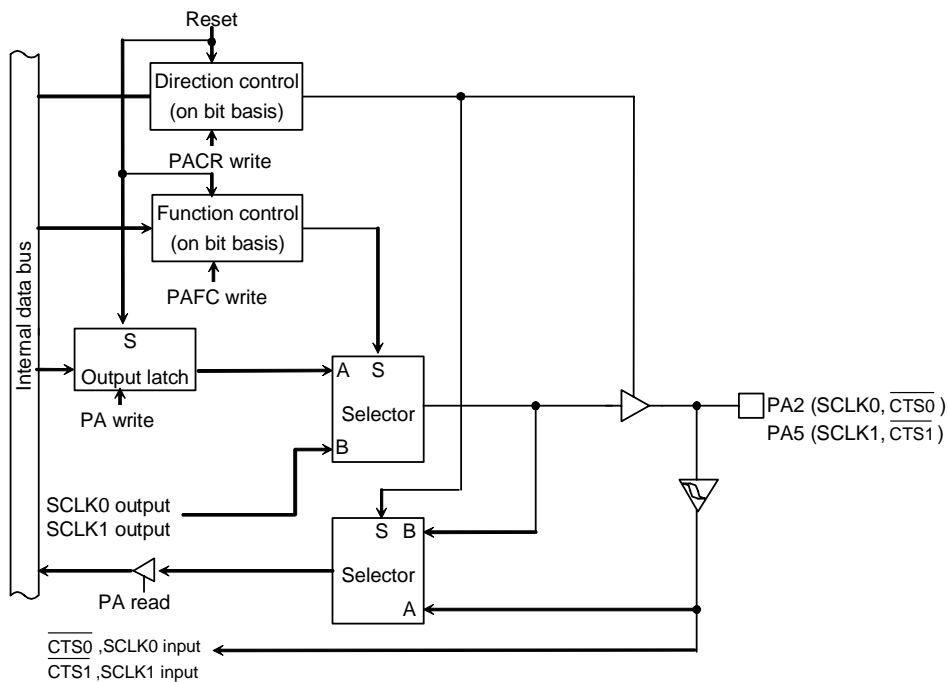 Reset
Direction control
(on bit basis)
PACR write
Function control
(on bit basis)
PAFC write
Internal data bus
S
Output latch
PA write
A S
Selector
B
PA2 (SCLK0, CTS0)
PA5 (SCLK1, CTS1)
SCLK0 output
SCLK1 output
S B
Selector
A
PA read
CTS0 ,SCLK0 input
CTS1 ,SCLK1 input